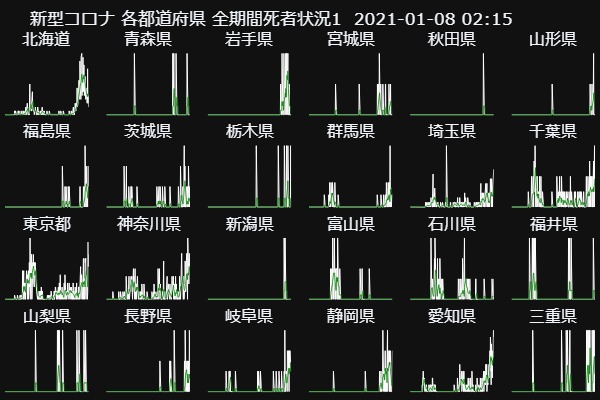 新型コロナ 各都道府県 全期間死者状況1 2021-01-08 02:15
北海道 青森県 岩手県 宮城県 秋田県 山形県
福島県 茨城県 栃木県 群馬県 埼玉県 千葉県
東京都 神奈川県 新潟県 富山県 石川県 福井県
山梨県 長野県 岐阜県 静岡県 愛知県 三重県